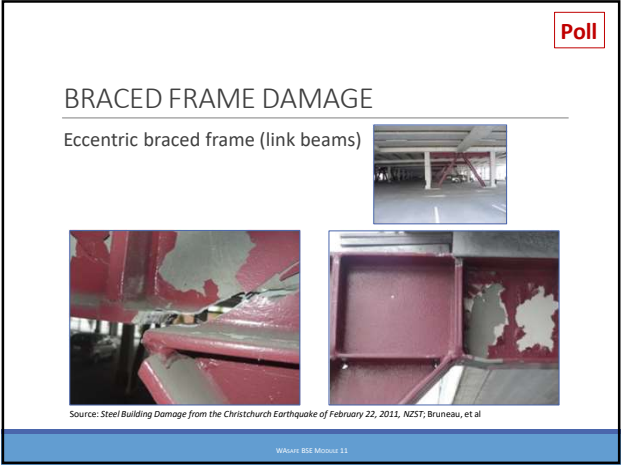 Poll
BRACED FRAME DAMAGE
Eccentric braced frame (link beams)
Source: Steel Building Damage from the Christchurch Earthquake of February 22, 2011, NZST; Bruneau, et al
WASAFE BSE MODULE 11